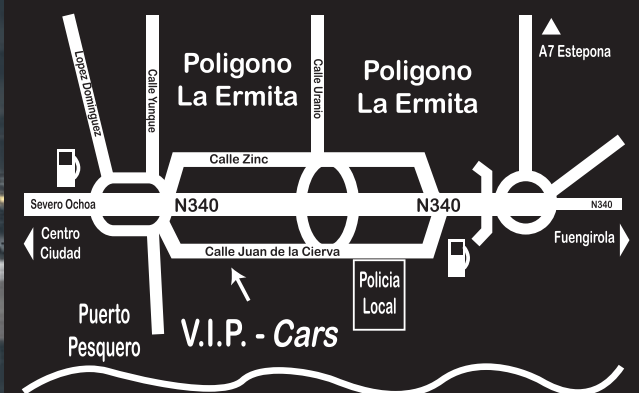 A7 Estepona
Lopez Dominguez
Calle Yunque
Poligono
La Ermita
Calle Uranio
Poligono
La Ermita
Calle Zinc
Severo Ochoa
N340
N340
N340
Centro
Ciudad
Fuengirola
Calle Juan de la Cierva
Policia
Local
Puerto
Pesquero
V.I.P. - Cars